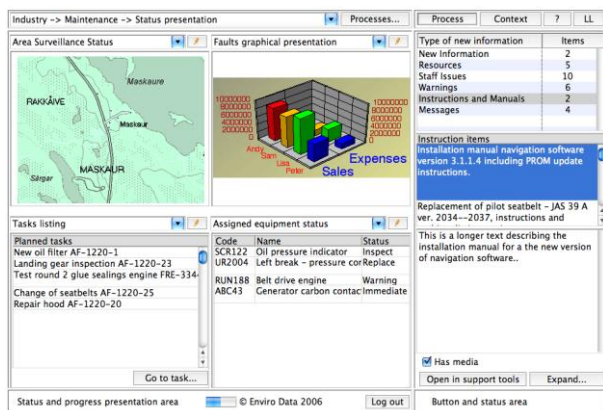 Industry -> Maintenance -> Status presentation
Processes...
Process
Context
?
LL
Area Surveillance Status
Faults graphical presentation
Type of new information
Items
New Information 2
Resources 5
Staff Issues 10
Warnings 6
Instructions and Manuals 2
Messages 4
Maskaure
RAKKÅIVE
Maskaur
MASKAUR
Särgar
10000000
8000000
6000000
4000000
2000000
0
10000000
8000000
6000000
4000000
2000000
0
Andy
Sam
Lisa
Peter
Sales
Expenses
Instruction items
Installation manual navigation software
version 3.1.1.4 including PROM update
instructions.
Replacement of pilot seatbelt - JAS 39 A
ver. 2034--2037, instructions and
This is a longer text describing the
installation manual for a the new version
of navigation software..
Has media
Open in support tools
Expand...
Tasks listing
Planned tasks
New oil filter AF-1220-1
Landing gear inspection AF-1220-23
Test round 2 glue sealings engine FRE-334
Change of seatbelts AF-1220-25
Repair hood AF-1220-20
Go to task...
Assigned equipment status
Code Name Status
SCR122 Oil pressure indicator Inspect
UR2004 Left break - pressure cor Replace
RUN188 Belt drive engine Warning
ABC43 Generator carbon contac Immediate
Status and progress presentation area
© Enviro Data 2006
Log out
Button and status area